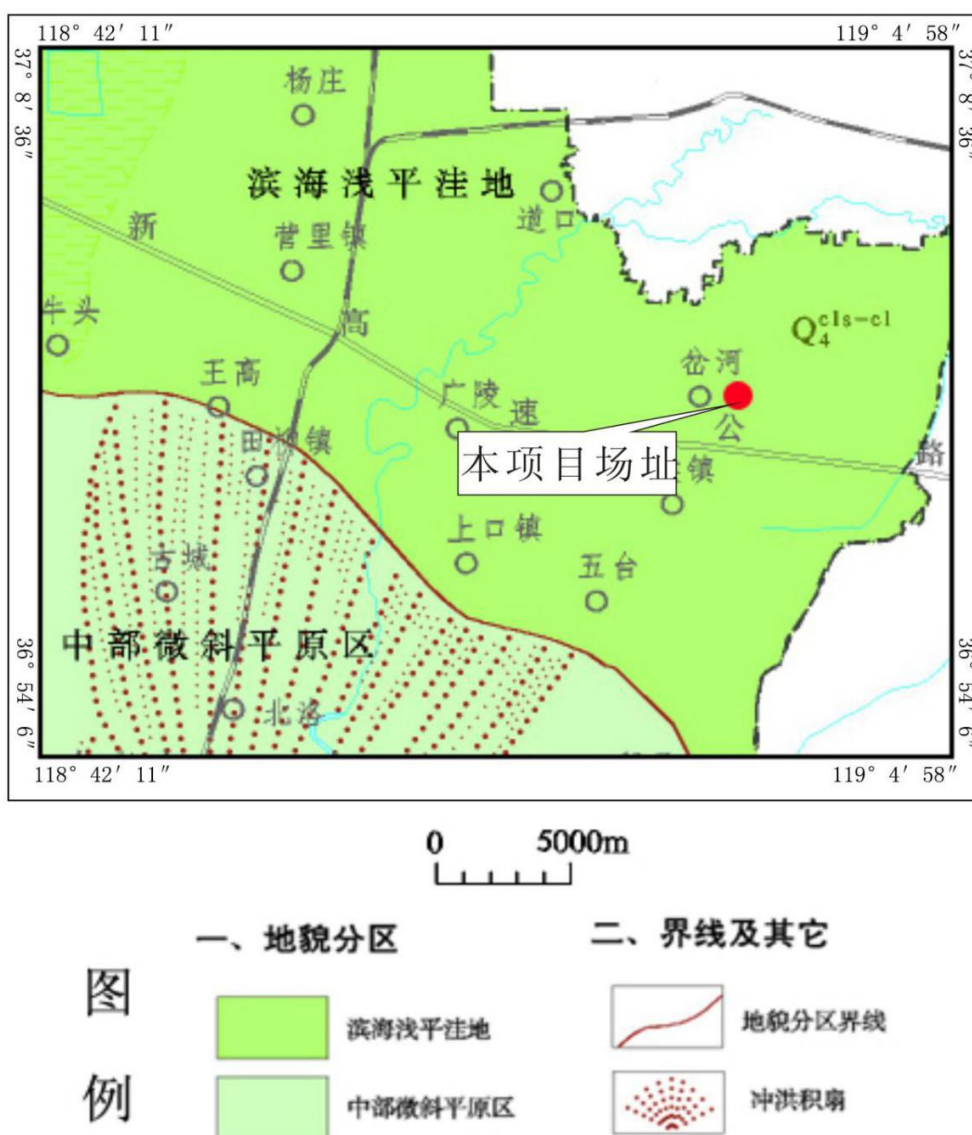 118° 42′ 11″
119° 4′ 58″
37° 8′ 36″
37° 8′ 36″
杨庄
滨海浅平洼地
道口
新
营里镇
牛头
高
Q₄ᶜˡˢ⁻ᶜˡ
王高
岔河
广陵
速
公
路
本项目场址
镇
上口镇
古城
五台
中部微斜平原区
北洛
36° 54′ 6″
36° 54′ 6″
118° 42′ 11″
119° 4′ 58″
0 5000m
一、地貌分区
二、界线及其它
图
例
滨海浅平洼地
地貌分区界线
中部微斜平原区
冲洪积扇